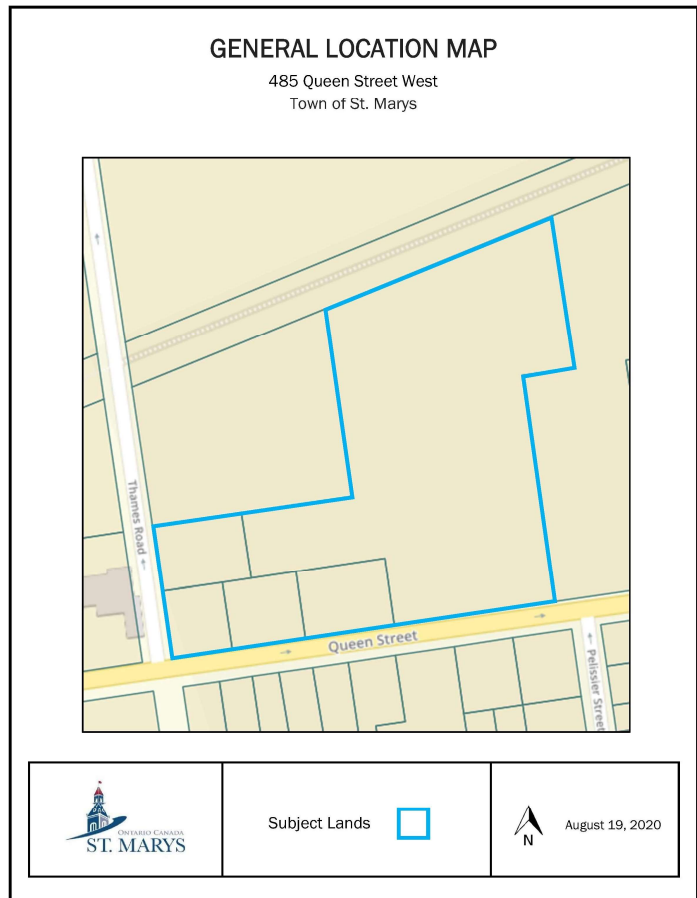 GENERAL LOCATION MAP
485 Queen Street West
Town of St. Marys
Thames Road
Queen Street
Pelissier Street
ONTARIO CANADA
ST. MARYS
Subject Lands
N
August 19, 2020